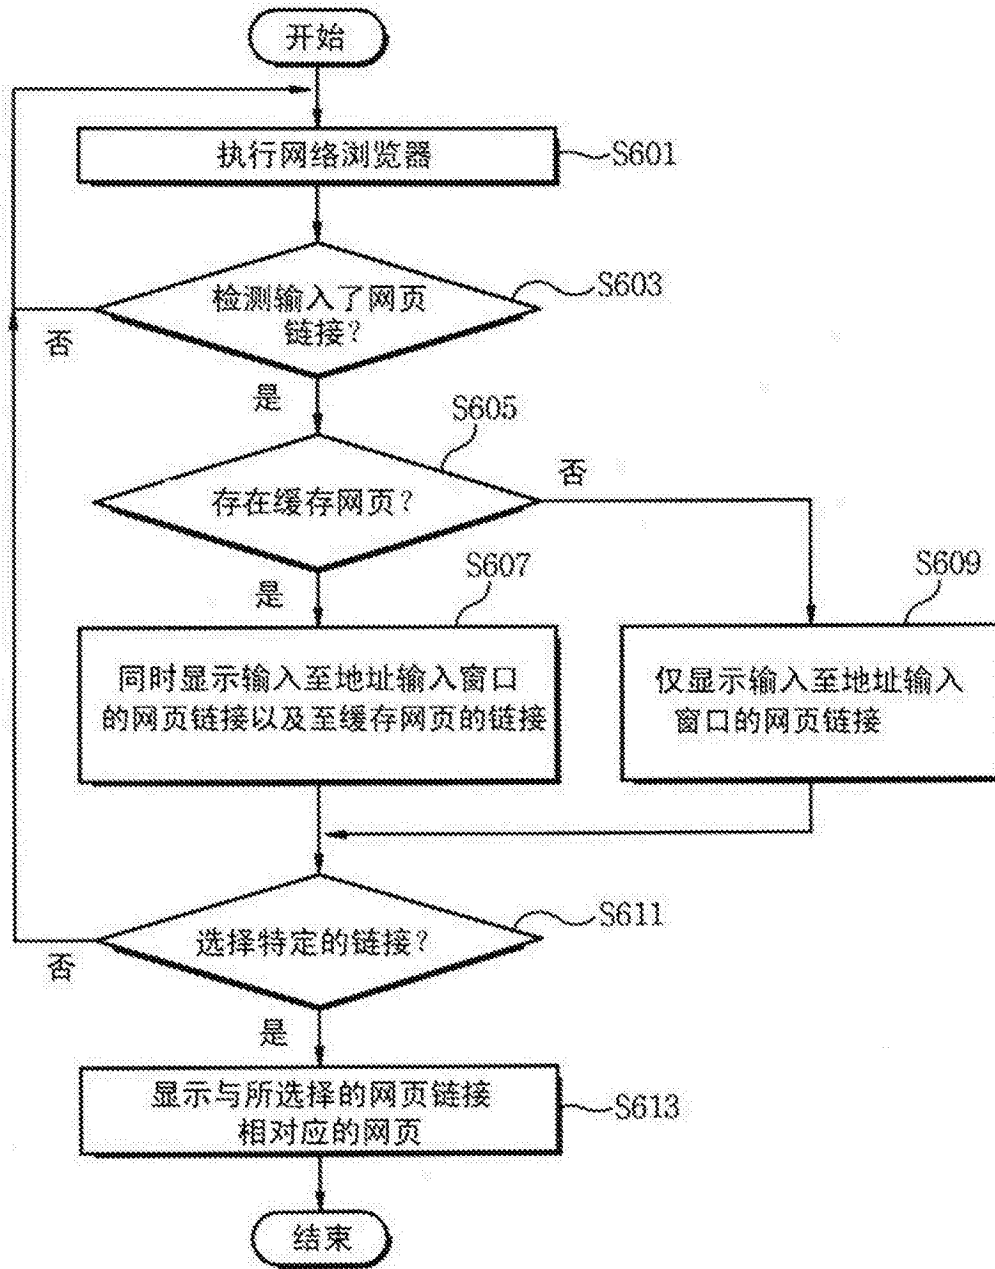 开始
执行网络浏览器
S601
检测输入了网页
链接?
S603
否
是
S605
存在缓存网页?
否
是
S607
S609
同时显示输入至地址输入窗口
的网页链接以及至缓存网页的链接
仅显示输入至地址输入
窗口的网页链接
选择特定的链接?
S611
否
是
显示与所选择的网页链接
相对应的网页
S613
结束